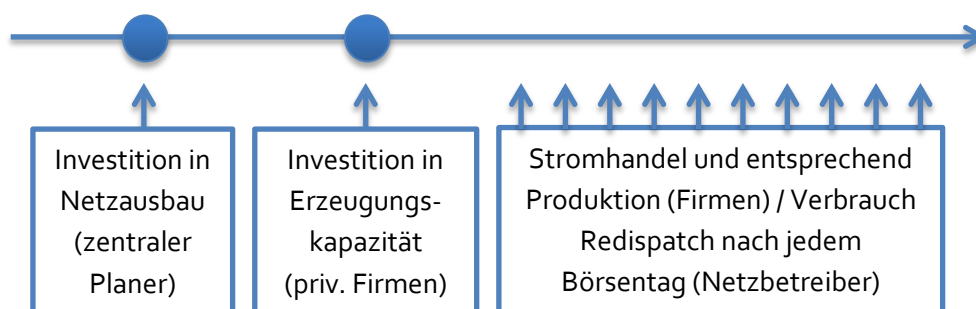 Investition in
Netzausbau
(zentraler
Planer)
Investition in
Erzeugungs-
kapazität
(priv. Firmen)
Stromhandel und entsprechend
Produktion (Firmen) / Verbrauch
Redispatch nach jedem
Börsentag (Netzbetreiber)